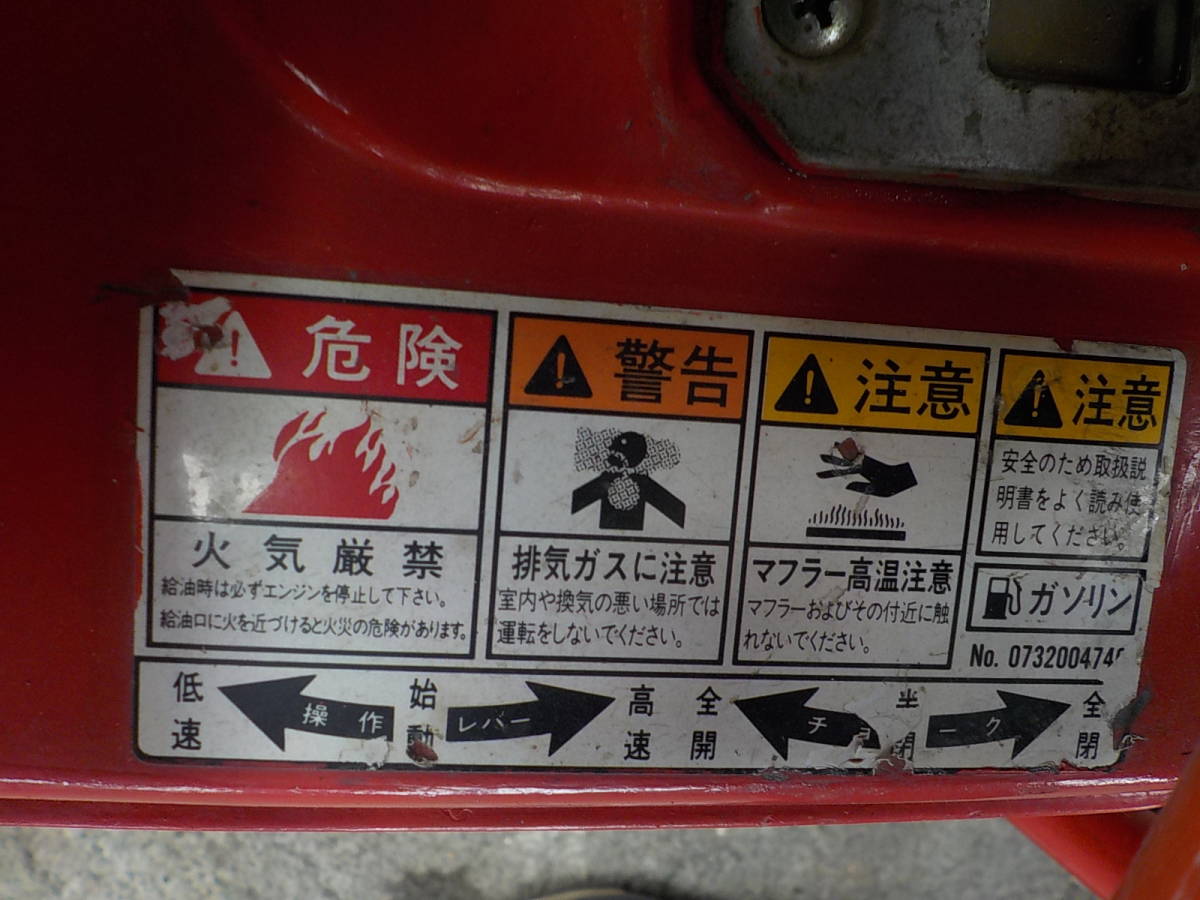 危険
火気厳禁
給油時は必ずエンジンを停止して下さい。
給油口に火を近づけると火災の危険があります。
警告
排気ガスに注意
室内や換気の悪い場所では
運転をしないでください。
注意
マフラー高温注意
マフラーおよびその付近に触
れないでください。
注意
安全のため取扱説
明書をよく読み使
用してください。
ガソリン
No. 073200474
低速 操作 始動 レバー 高速
全開 チョ 半閉 ーク 全閉